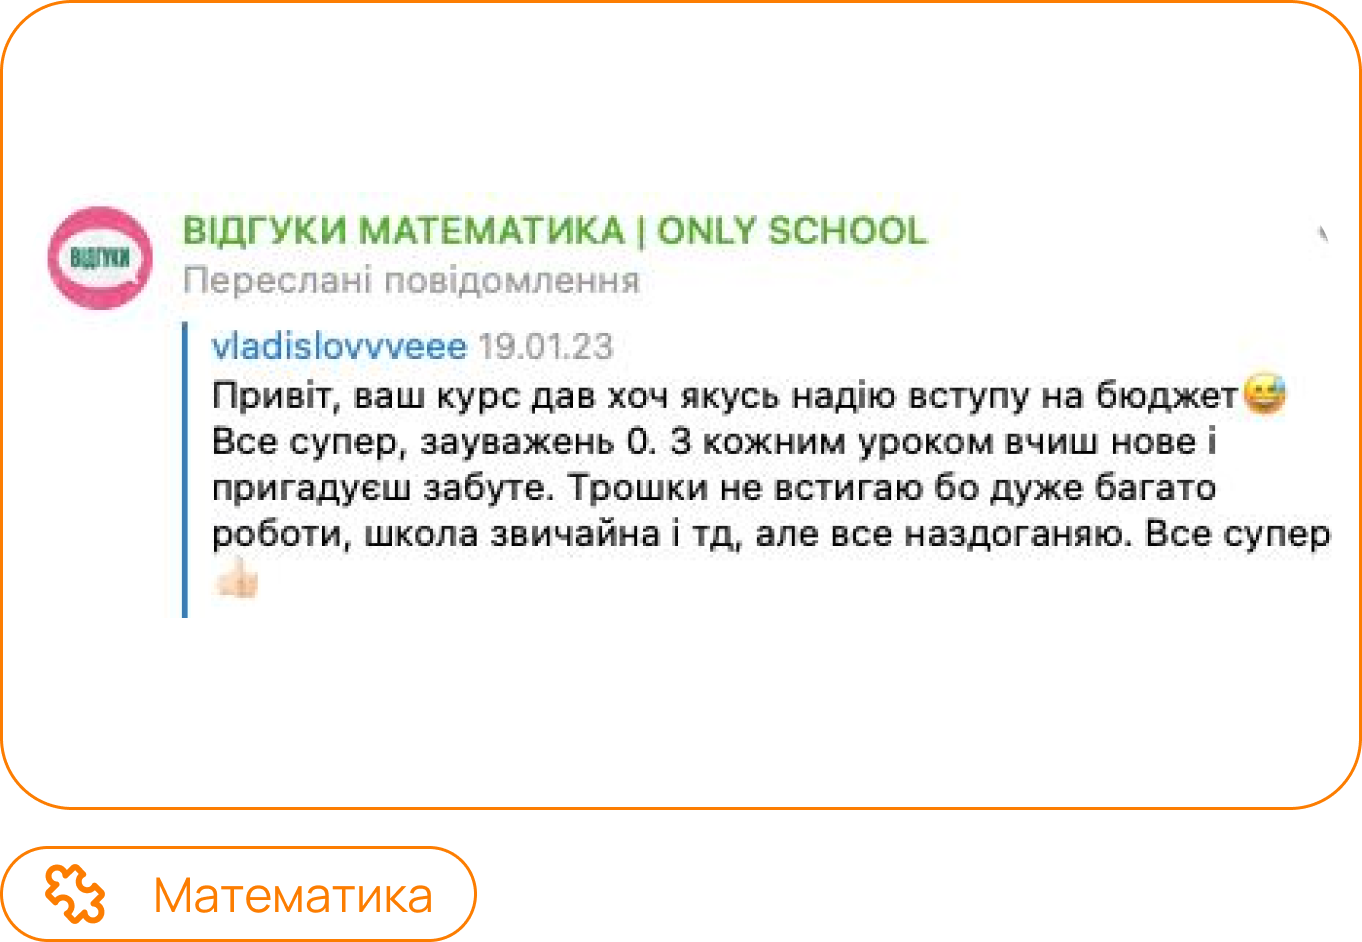 ВІДГУКИ
ВІДГУКИ МАТЕМАТИКА | ONLY SCHOOL
Переслані повідомлення
vladislovvveee 19.01.23
Привіт, ваш курс дав хоч якусь надію вступу на бюджет😅
Все супер, зауважень 0. З кожним уроком вчиш нове і
пригадуєш забуте. Трошки не встигаю бо дуже багато
роботи, школа звичайна і тд, але все наздоганяю. Все супер
👍🏻
Математика